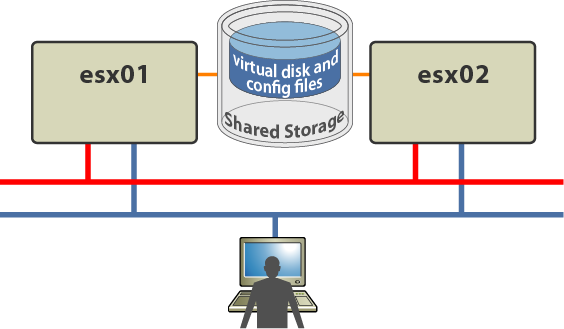 esx01
virtual disk and
config files
Shared Storage
esx02